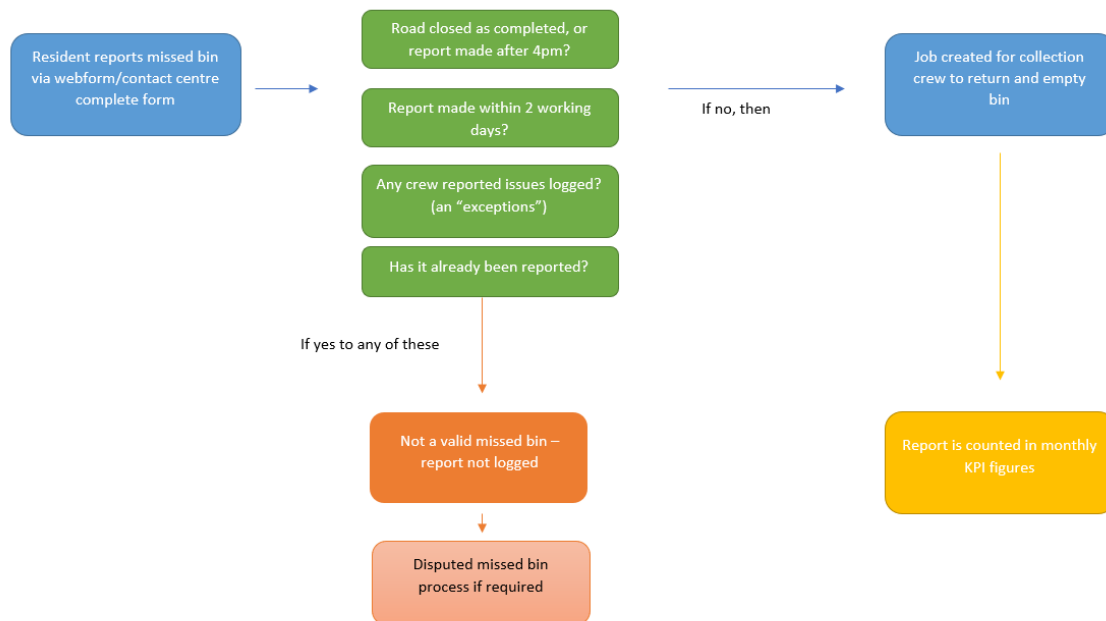 Resident reports missed bin
via webform/contact centre
complete form
Road closed as completed, or
report made after 4pm?
Report made within 2 working
days?
Any crew reported issues logged?
(an “exceptions”)
Has it already been reported?
If no, then
Job created for collection
crew to return and empty
bin
If yes to any of these
Not a valid missed bin –
report not logged
Report is counted in monthly
KPI figures
Disputed missed bin
process if required